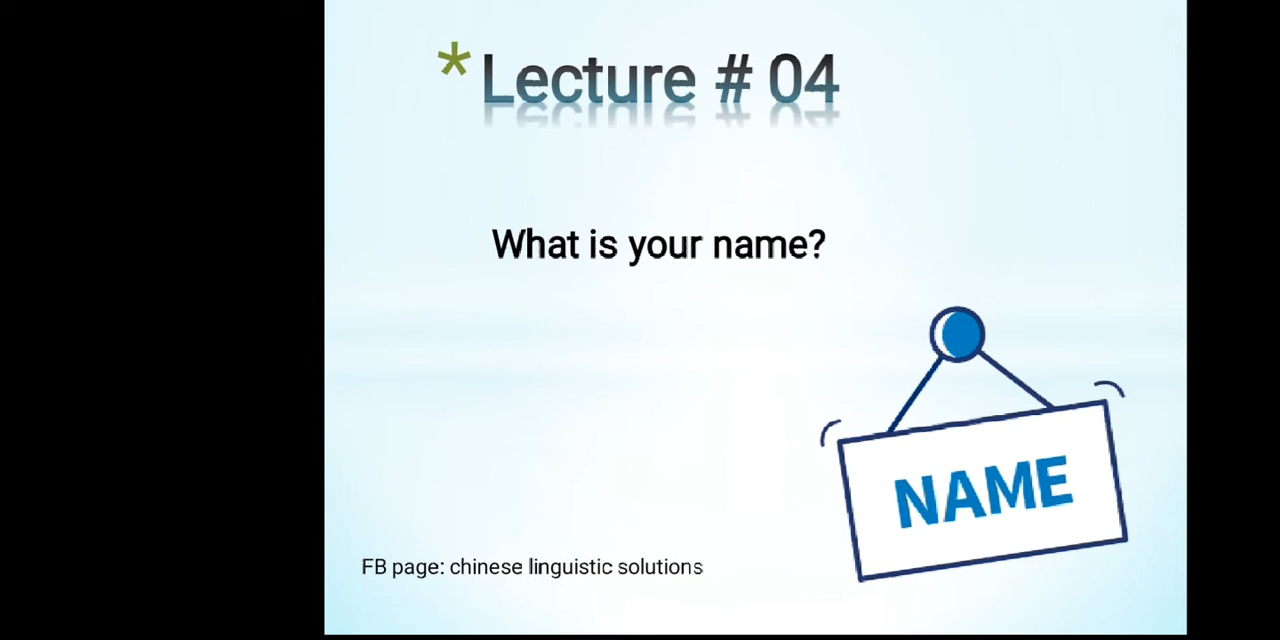 * Lecture # 04
What is your name?
NAME
FB page: chinese linguistic solutions